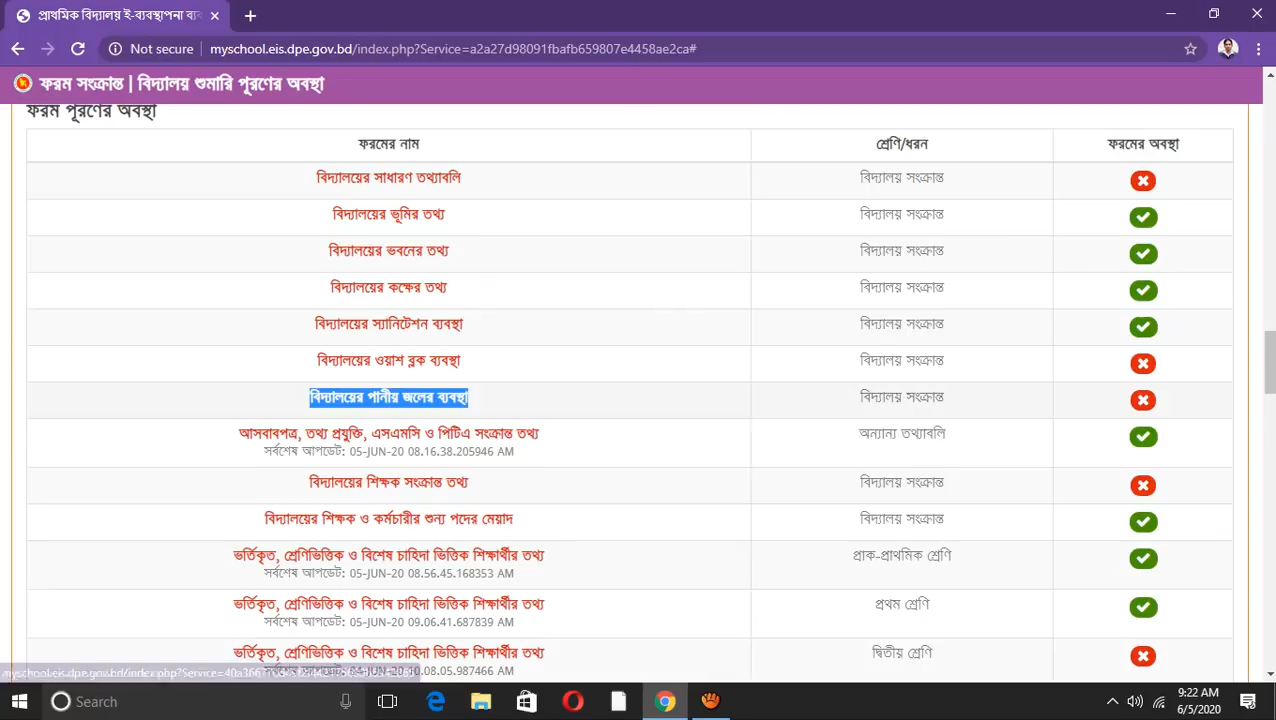 প্রাথমিক বিদ্যালয় ই-ব্যবস্থাপনা ব্য
Not secure myschool.eis.dpe.gov.bd/index.php?Service=a2a27d98091fbafb659807e4458ae2ca#
ফরম সংক্রান্ত | বিদ্যালয় শুমারি পূরণের অবস্থা
ফরম পূরণের অবস্থা
ফরমের নাম শ্রেণি/ধরন ফরমের অবস্থা
বিদ্যালয়ের সাধারণ তথ্যাবলি বিদ্যালয় সংক্রান্ত
বিদ্যালয়ের ভূমির তথ্য বিদ্যালয় সংক্রান্ত
বিদ্যালয়ের ভবনের তথ্য বিদ্যালয় সংক্রান্ত
বিদ্যালয়ের কক্ষের তথ্য বিদ্যালয় সংক্রান্ত
বিদ্যালয়ের স্যানিটেশন ব্যবস্থা বিদ্যালয় সংক্রান্ত
বিদ্যালয়ের ওয়াশ ব্লক ব্যবস্থা বিদ্যালয় সংক্রান্ত
বিদ্যালয়ের পানীয় জলের ব্যবস্থা বিদ্যালয় সংক্রান্ত
আসবাবপত্র, তথ্য প্রযুক্তি, এসএমসি ও পিটিএ সংক্রান্ত তথ্য অন্যান্য তথ্যাবলি
সর্বশেষ আপডেট: 05-JUN-20 08.16.38.205946 AM
বিদ্যালয়ের শিক্ষক সংক্রান্ত তথ্য বিদ্যালয় সংক্রান্ত
বিদ্যালয়ের শিক্ষক ও কর্মচারীর শুন্য পদের মেয়াদ বিদ্যালয় সংক্রান্ত
ভর্তিকৃত, শ্রেণিভিত্তিক ও বিশেষ চাহিদা ভিত্তিক শিক্ষার্থীর তথ্য প্রাক-প্রাথমিক শ্রেণি
সর্বশেষ আপডেট: 05-JUN-20 08.56.45.168353 AM
ভর্তিকৃত, শ্রেণিভিত্তিক ও বিশেষ চাহিদা ভিত্তিক শিক্ষার্থীর তথ্য প্রথম শ্রেণি
সর্বশেষ আপডেট: 05-JUN-20 09.06.41.687839 AM
ভর্তিকৃত, শ্রেণিভিত্তিক ও বিশেষ চাহিদা ভিত্তিক শিক্ষার্থীর তথ্য দ্বিতীয় শ্রেণি
08.05.987466 AM
Search
9:22 AM
6/5/2020